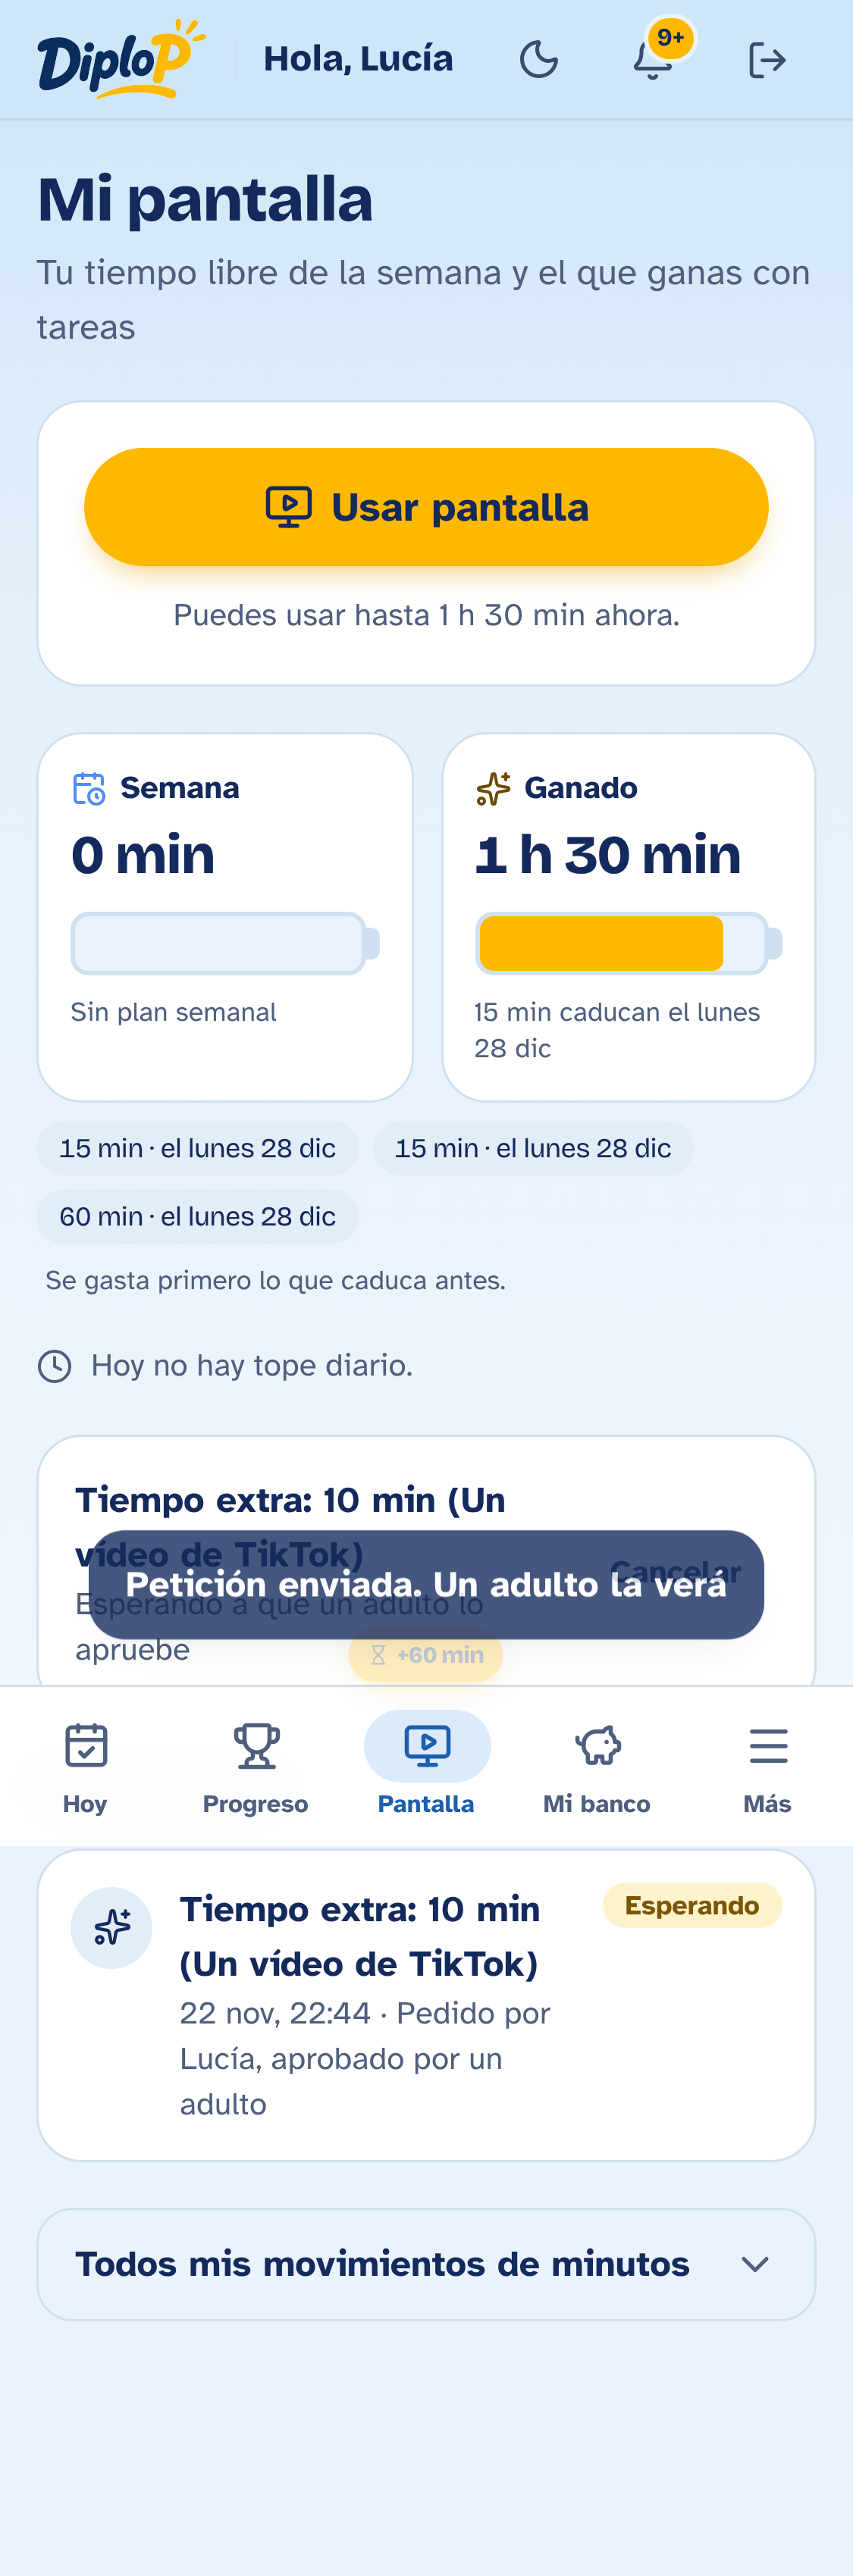 DiploP
Hola, Lucía
9+
Mi pantalla
Tu tiempo libre de la semana y el que ganas con
tareas
Usar pantalla
Puedes usar hasta 1 h 30 min ahora.
Semana
0 min
Sin plan semanal
Ganado
1 h 30 min
15 min caducan el lunes
28 dic
15 min · el lunes 28 dic
15 min · el lunes 28 dic
60 min · el lunes 28 dic
Se gasta primero lo que caduca antes.
Hoy no hay tope diario.
Tiempo extra: 10 min (Un
vídeo de TikTok)
Cancelar
Petición enviada. Un adulto la verá
Esperando a que un adulto lo
apruebe
+60 min
Hoy
Progreso
Pantalla
Mi banco
Más
Tiempo extra: 10 min
(Un vídeo de TikTok)
Esperando
22 nov, 22:44 · Pedido por
Lucía, aprobado por un
adulto
Todos mis movimientos de minutos